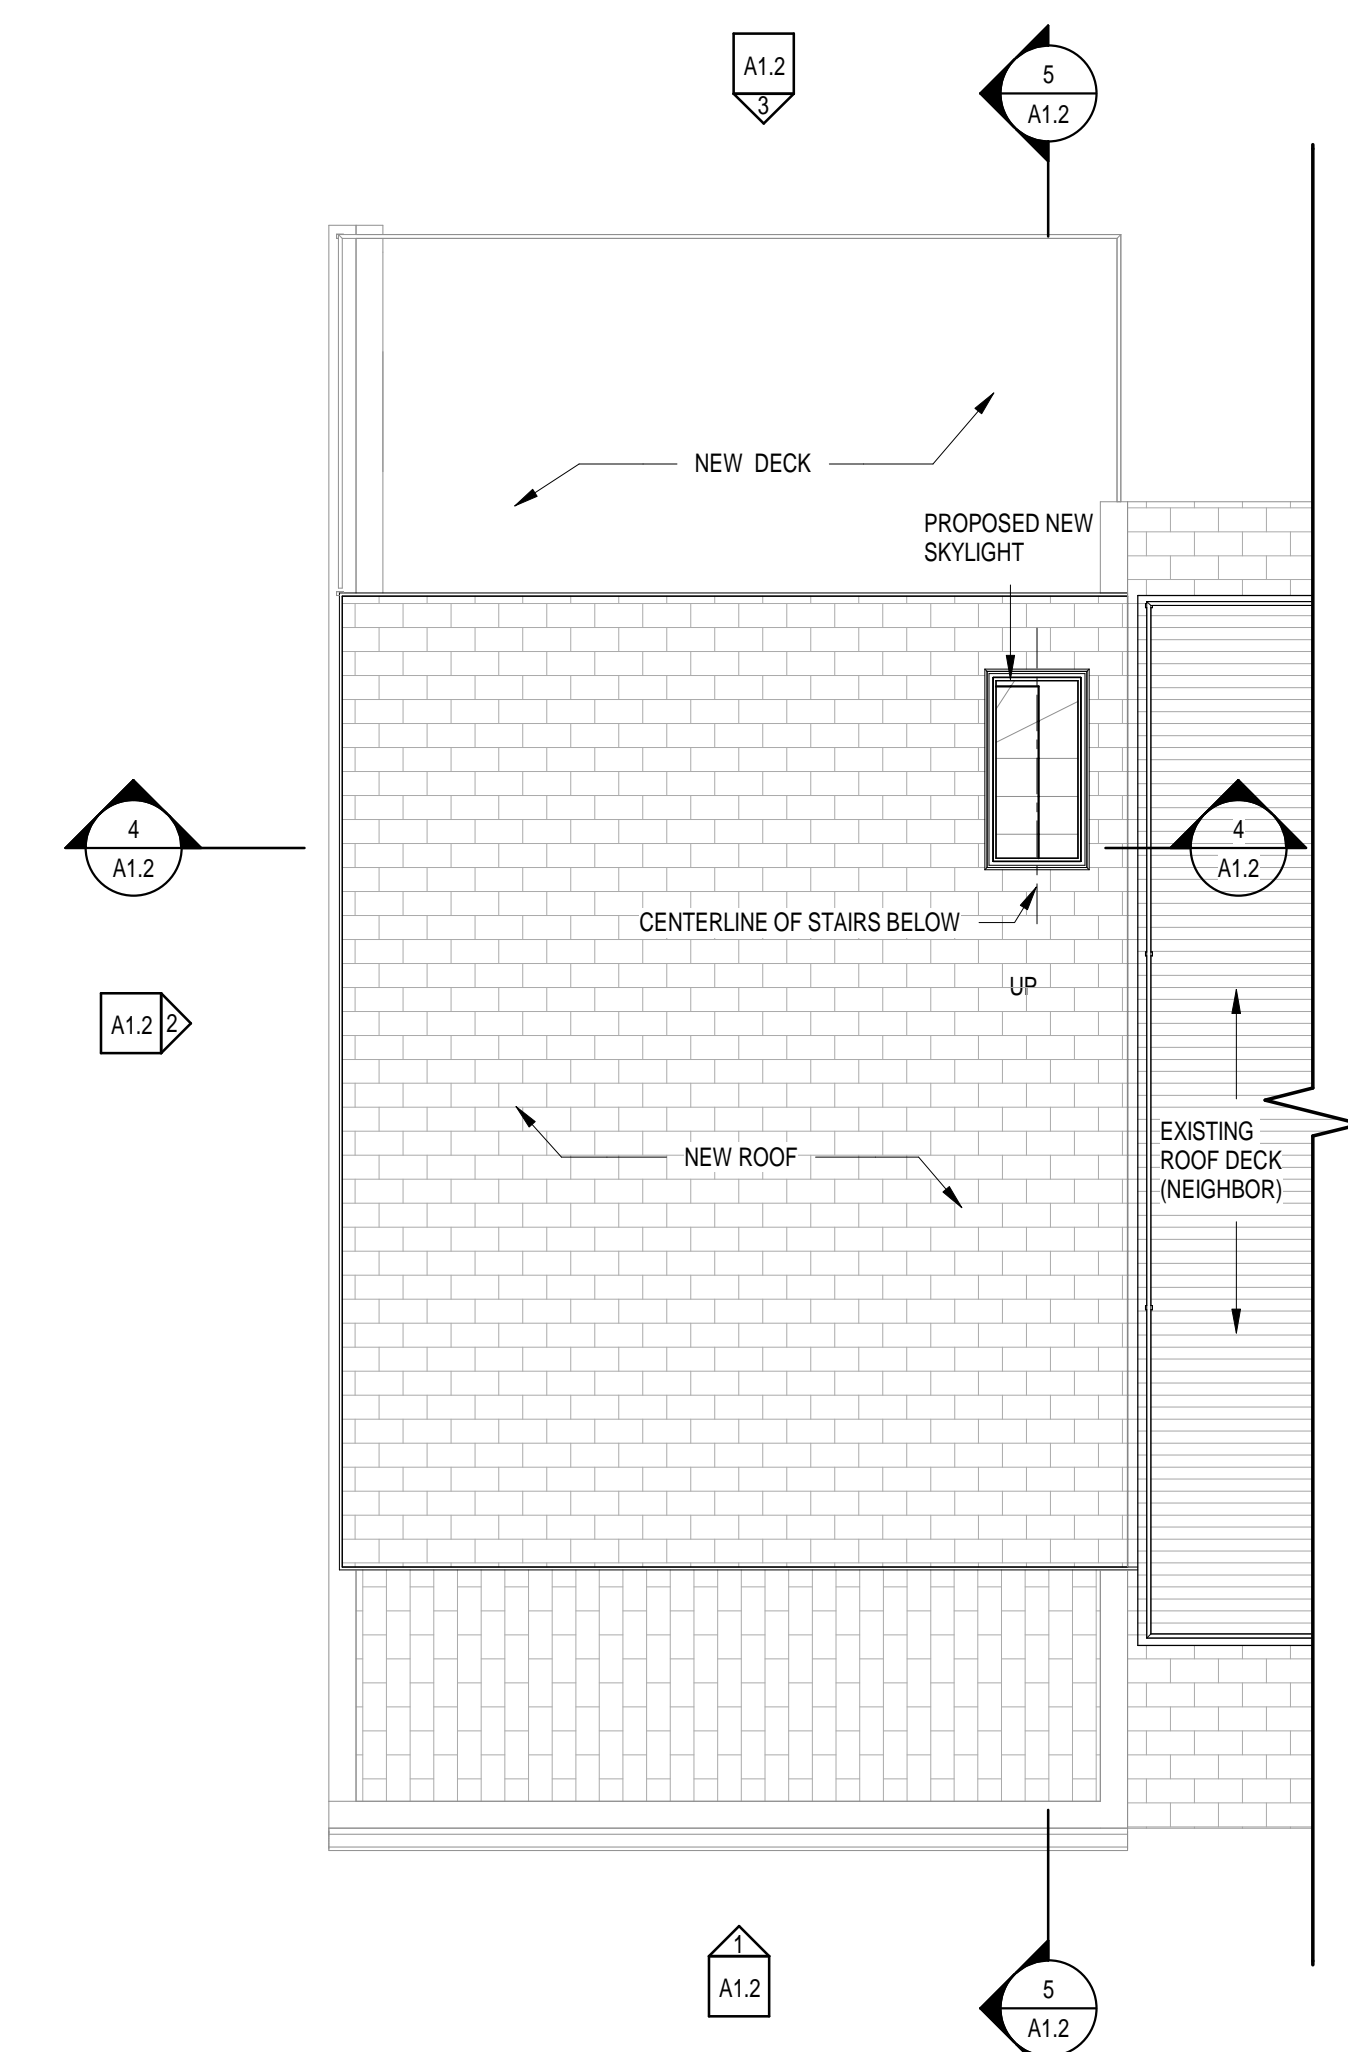 A1.2
3
5
A1.2
NEW DECK
PROPOSED NEW
SKYLIGHT
4
A1.2
4
A1.2
CENTERLINE OF STAIRS BELOW
UP
A1.2
2
EXISTING
ROOF DECK
(NEIGHBOR)
NEW ROOF
1
A1.2
5
A1.2